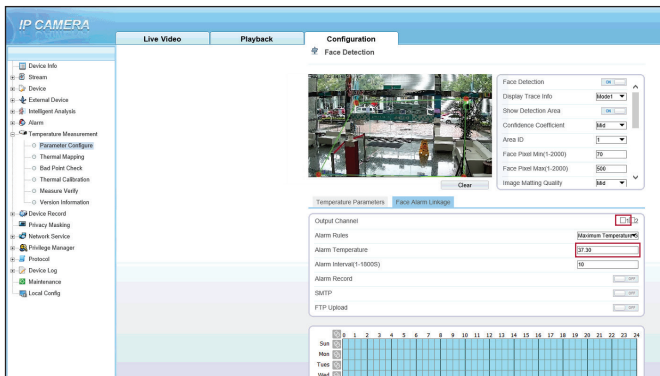 IP CAMERA
Live Video Playback Configuration
Face Detection
Device Info
Stream
Device
External Device
Intelligent Analysis
Alarm
Temperature Measurement
Parameter Configure
Thermal Mapping
Bad Point Check
Thermal Calibration
Measure Verify
Version Information
Device Record
Privacy Masking
Network Service
Privilege Manager
Protocol
Device Log
Maintenance
Local Config
Face Detection ON
Display Trace Info Mode1
Show Detection Area ON
Confidence Coefficient Mid
Area ID 1
Face Pixel Min(1-2000) 70
Face Pixel Max(1-2000) 500
Image Matting Quality Mid
Clear
Temperature Parameters Face Alarm Linkage
Output Channel 1 2
Alarm Rules Maximum Temperature
Alarm Temperature 37.30
Alarm Interval(1-1800S) 10
Alarm Record OFF
SMTP OFF
FTP Upload OFF
0 1 2 3 4 5 6 7 8 9 10 11 12 13 14 15 16 17 18 19 20 21 22 23 24
Sun
Mon
Tues
Wed